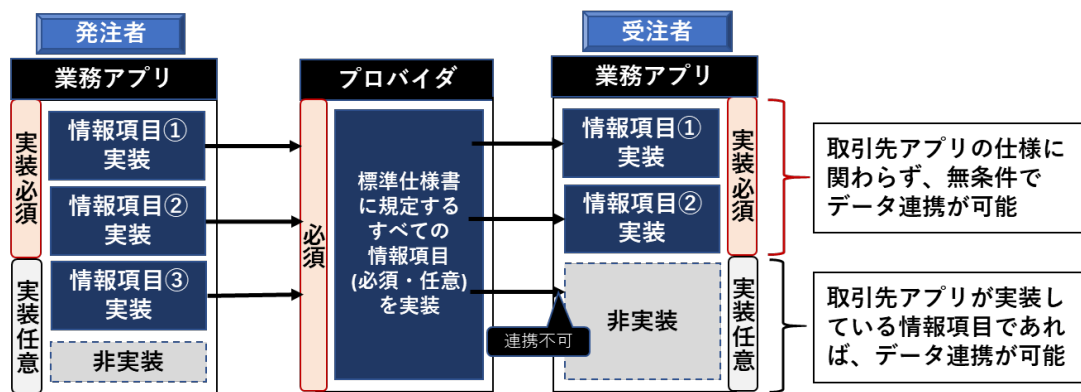 発注者
業務アプリ
実装必須
情報項目①
実装
情報項目②
実装
実装任意
情報項目③
実装
非実装
プロバイダ
必須
標準仕様書
に規定する
すべての
情報項目
(必須・任意)
を実装
連携不可
受注者
業務アプリ
情報項目①
実装
情報項目②
実装
非実装
実装必須
実装任意
取引先アプリの仕様に
関わらず、無条件で
データ連携が可能
取引先アプリが実装し
ている情報項目であれ
ば、データ連携が可能